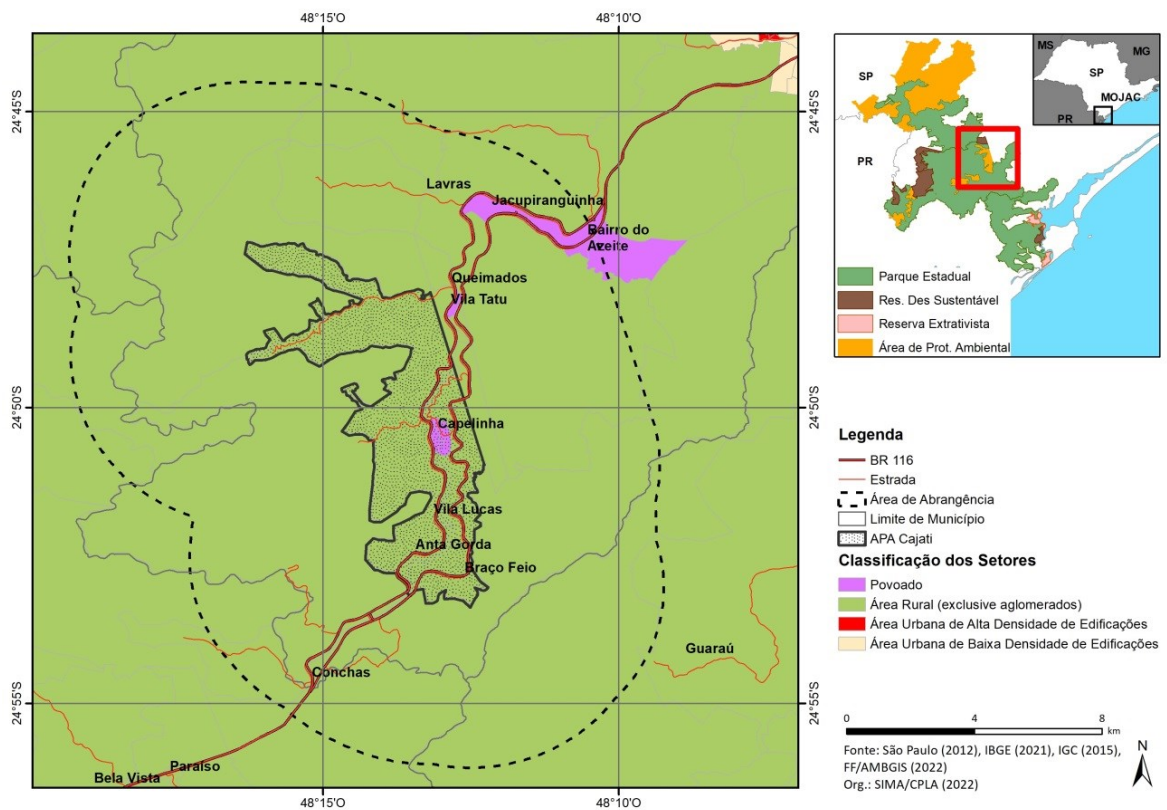 48°15'O
48°10'O
24°45'S
24°45'S
Lavras
Jacupiranguinha
Bairro do
Azeite
Queimados
Vila Tatu
24°50'S
24°50'S
Capelinha
Vila Lucas
Anta Gorda
Braço Feio
Guaraú
Conchas
24°55'S
24°55'S
Paraíso
Bela Vista
48°15'O
48°10'O
MS
MG
SP
SP
MOJAC
PR
PR
Parque Estadual
Res. Des Sustentável
Reserva Extrativista
Área de Prot. Ambiental
Legenda
BR 116
Estrada
Área de Abrangência
Limite de Município
APA Cajati
Classificação dos Setores
Povoado
Área Rural (exclusive aglomerados)
Área Urbana de Alta Densidade de Edificações
Área Urbana de Baixa Densidade de Edificações
0 4 8
km
Fonte: São Paulo (2012), IBGE (2021), IGC (2015),
FF/AMBGIS (2022)
Org.: SIMA/CPLA (2022)
N